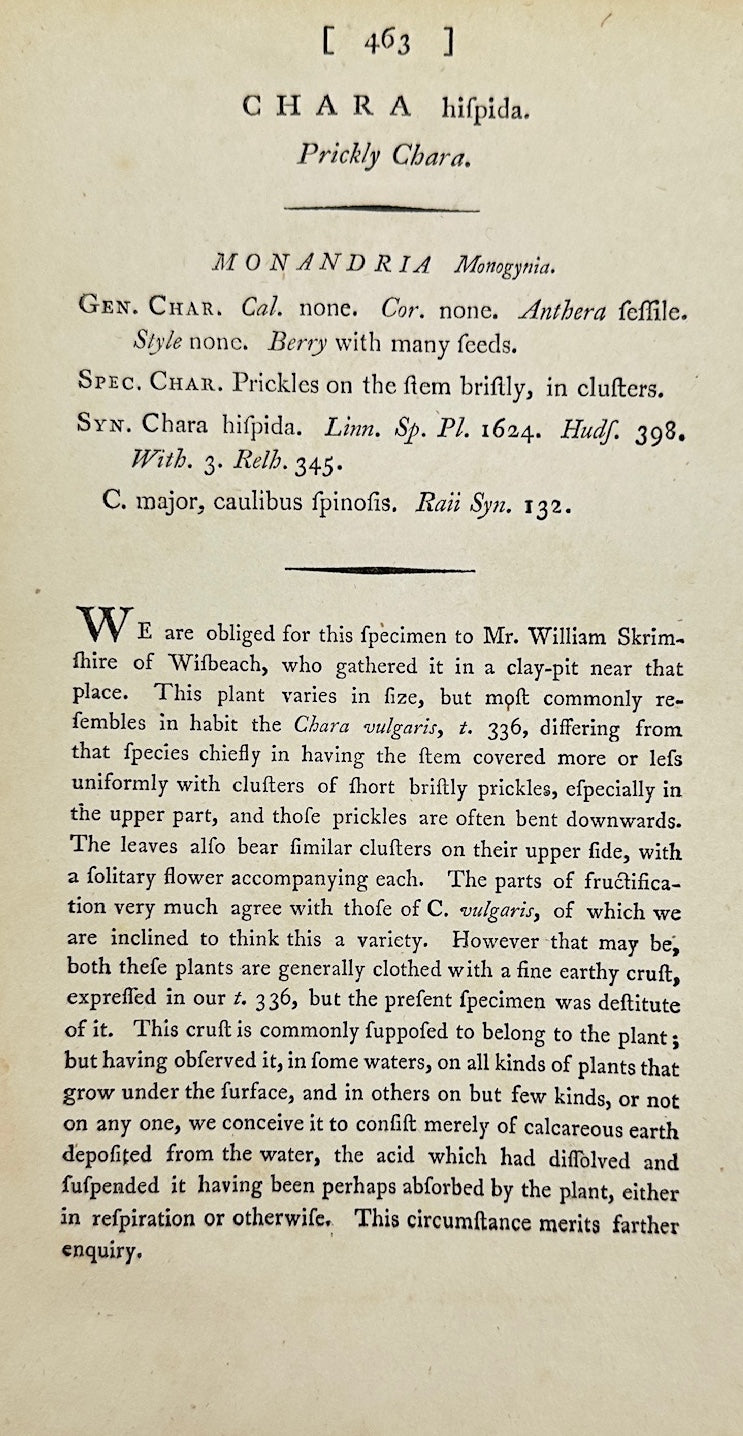 [ 463 ]
CHARA hiſpida.
Prickly Chara.
MONANDRIA Monogynia.
GEN. CHAR. Cal. none. Cor. none. Anthera ſeſſile.
Style none. Berry with many ſeeds.
SPEC. CHAR. Prickles on the ſtem briſtly, in cluſters.
SYN. Chara hiſpida. Linn. Sp. Pl. 1624. Hudſ. 398.
With. 3. Relh. 345.
C. major, caulibus ſpinoſis. Raii Syn. 132.
WE are obliged for this ſpecimen to Mr. William Skrim-
ſhire of Wiſbeach, who gathered it in a clay-pit near that
place. This plant varies in ſize, but moſt commonly re-
ſembles in habit the Chara vulgaris, t. 336, differing from
that ſpecies chiefly in having the ſtem covered more or leſs
uniformly with cluſters of ſhort briſtly prickles, eſpecially in
the upper part, and thoſe prickles are often bent downwards.
The leaves alſo bear ſimilar cluſters on their upper ſide, with
a ſolitary flower accompanying each. The parts of fructifica-
tion very much agree with thoſe of C. vulgaris, of which we
are inclined to think this a variety. However that may be,
both theſe plants are generally clothed with a fine earthy cruſt,
expreſſed in our t. 336, but the preſent ſpecimen was deſtitute
of it. This cruſt is commonly ſuppoſed to belong to the plant;
but having obſerved it, in ſome waters, on all kinds of plants that
grow under the ſurface, and in others on but few kinds, or not
on any one, we conceive it to conſiſt merely of calcareous earth
depoſited from the water, the acid which had diſſolved and
ſuſpended it having been perhaps abſorbed by the plant, either
in reſpiration or otherwiſe. This circumſtance merits farther
enquiry.